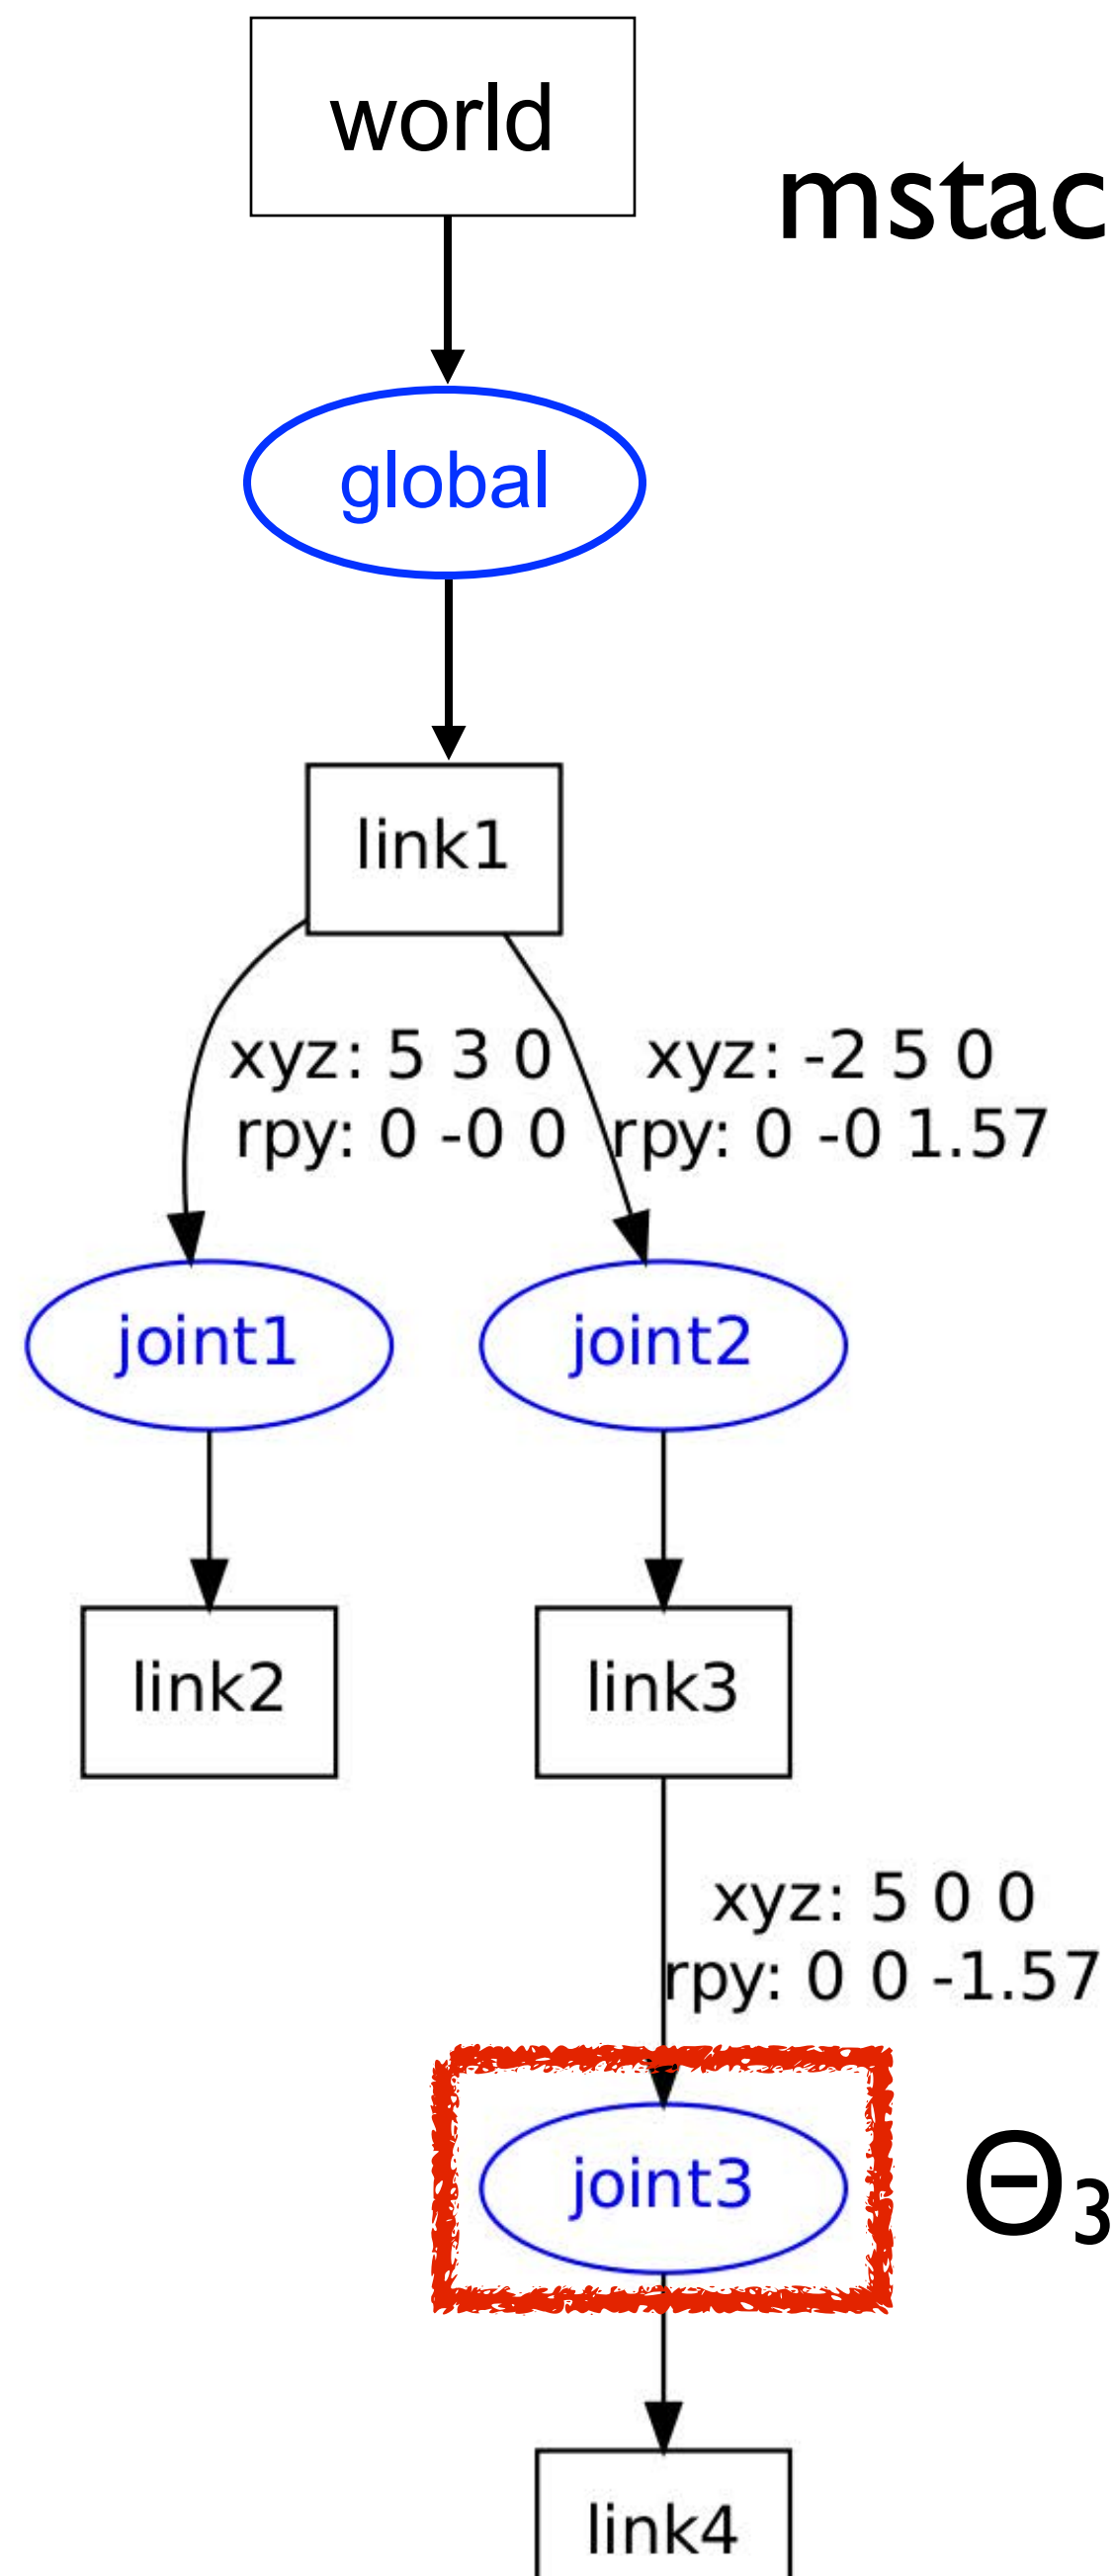 world
mstac
global
link1
xyz: 5 3 0
rpy: 0 -0 0
xyz: -2 5 0
rpy: 0 -0 1.57
joint1
joint2
link2
link3
xyz: 5 0 0
rpy: 0 0 -1.57
joint3
Θ3
link4